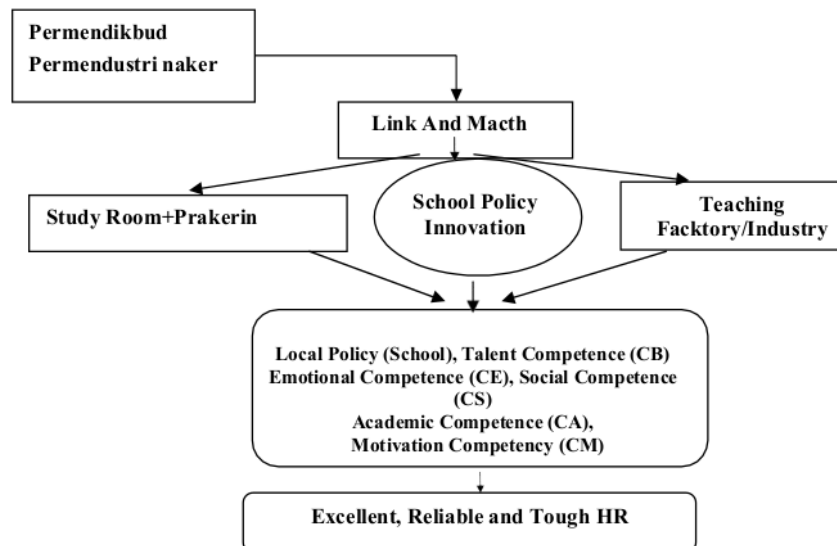 Permendikbud
Permendustri naker
Link And Macth
Study Room+Prakerin
School Policy
Innovation
Teaching
Facktory/Industry
Local Policy (School), Talent Competence (CB)
Emotional Competence (CE), Social Competence
(CS)
Academic Competence (CA),
Motivation Competency (CM)
Excellent, Reliable and Tough HR